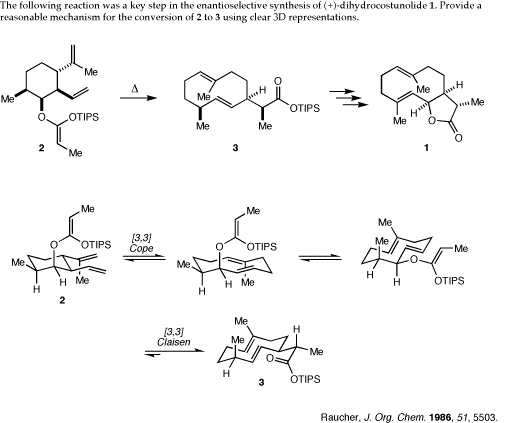 The following reaction was a key step in the enantioselective synthesis of (+)-dihydrocostunolide 1. Provide a
reasonable mechanism for the conversion of 2 to 3 using clear 3D representations.
Me
Me
O
OTIPS
Me
2
Δ
Me
H
O
OTIPS
Me
Me
3
Me
H
Me
Me
H
O
O
1
Me
O
OTIPS
Me
Me
H
H
2
[3,3]
Cope
Me
O
OTIPS
Me
Me
H
H
Me
Me
Me
O
H
H
OTIPS
[3,3]
Claisen
Me
Me
H
Me
O
OTIPS
H
3
Raucher, J. Org. Chem. 1986, 51, 5503.